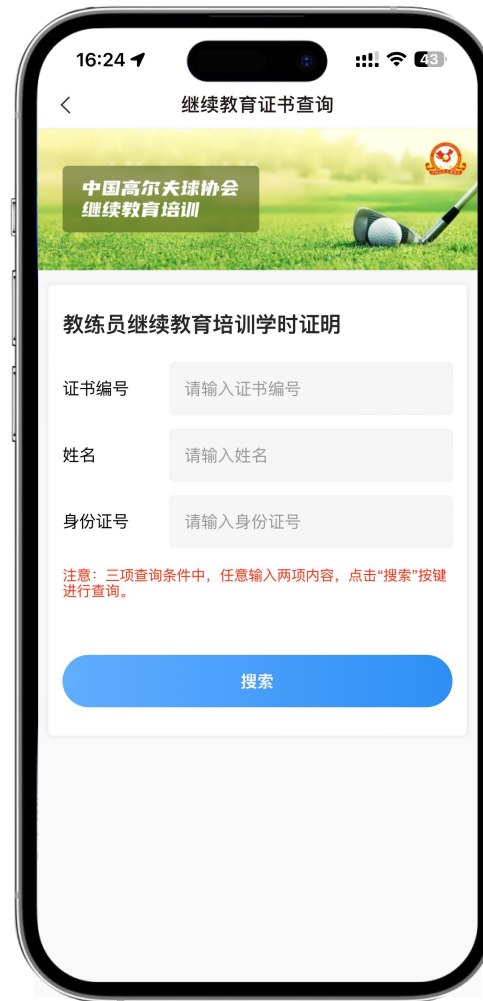 16:24
43
继续教育证书查询
中国高尔夫球协会
继续教育培训
教练员继续教育培训学时证明
证书编号
请输入证书编号
姓名
请输入姓名
身份证号
请输入身份证号
注意：三项查询条件中，任意输入两项内容，点击“搜索”按键
进行查询。
搜索